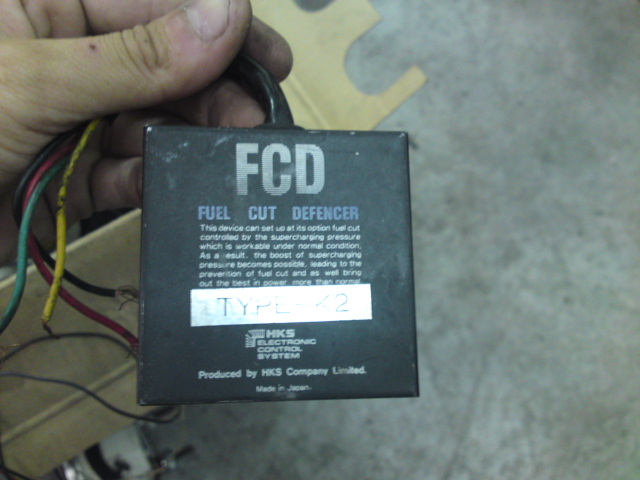 FCD
FUEL CUT DEFENCER
This device can set up at its option fuel cut
controlled by the supercharging pressure
which is workable under normal condition.
As a result, the boost of supercharging
pressure becomes possible, leading to the
prevention of fuel cut and as well bring
out the best in power more than normal
TYPE-K2
HKS
ELECTRONIC
CONTROL
SYSTEM
Produced by HKS Company Limited.
Made in Japan.